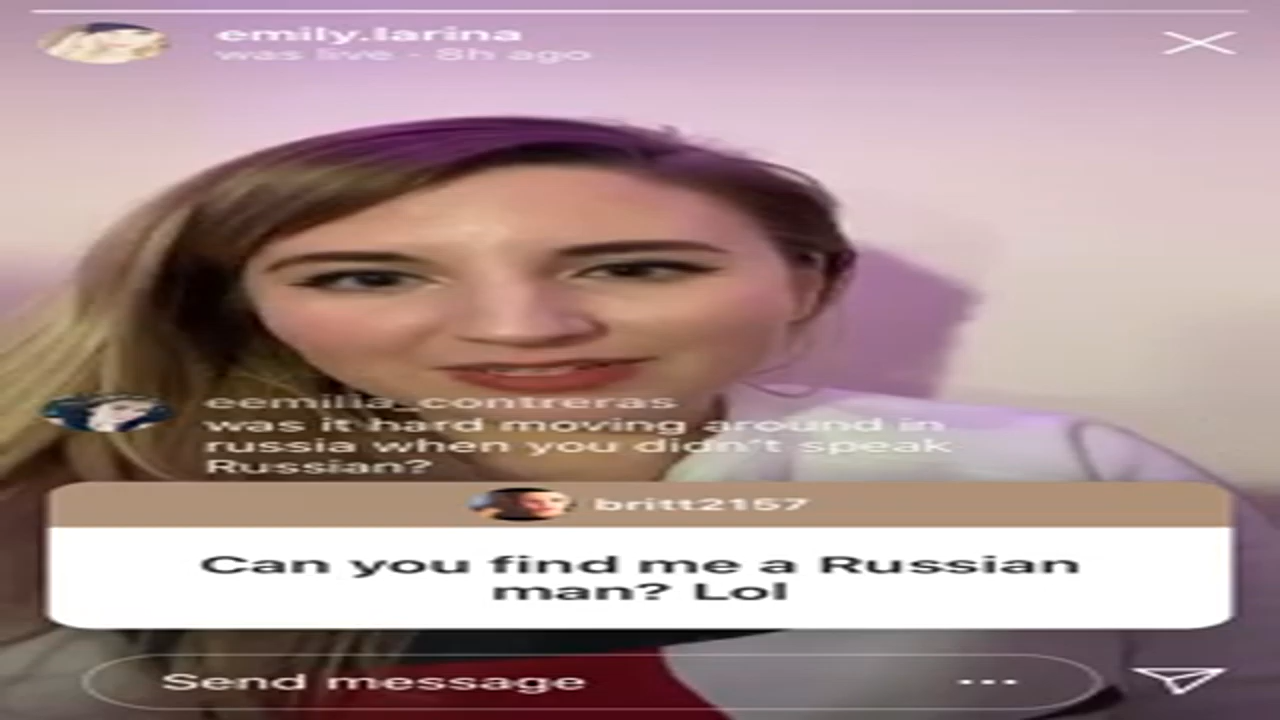 emily.larina
was live - 8h ago
eemilia_contreras
was it hard moving around in
russia when you didn't speak
Russian?
britt2157
Can you find me a Russian
man? Lol
Send message